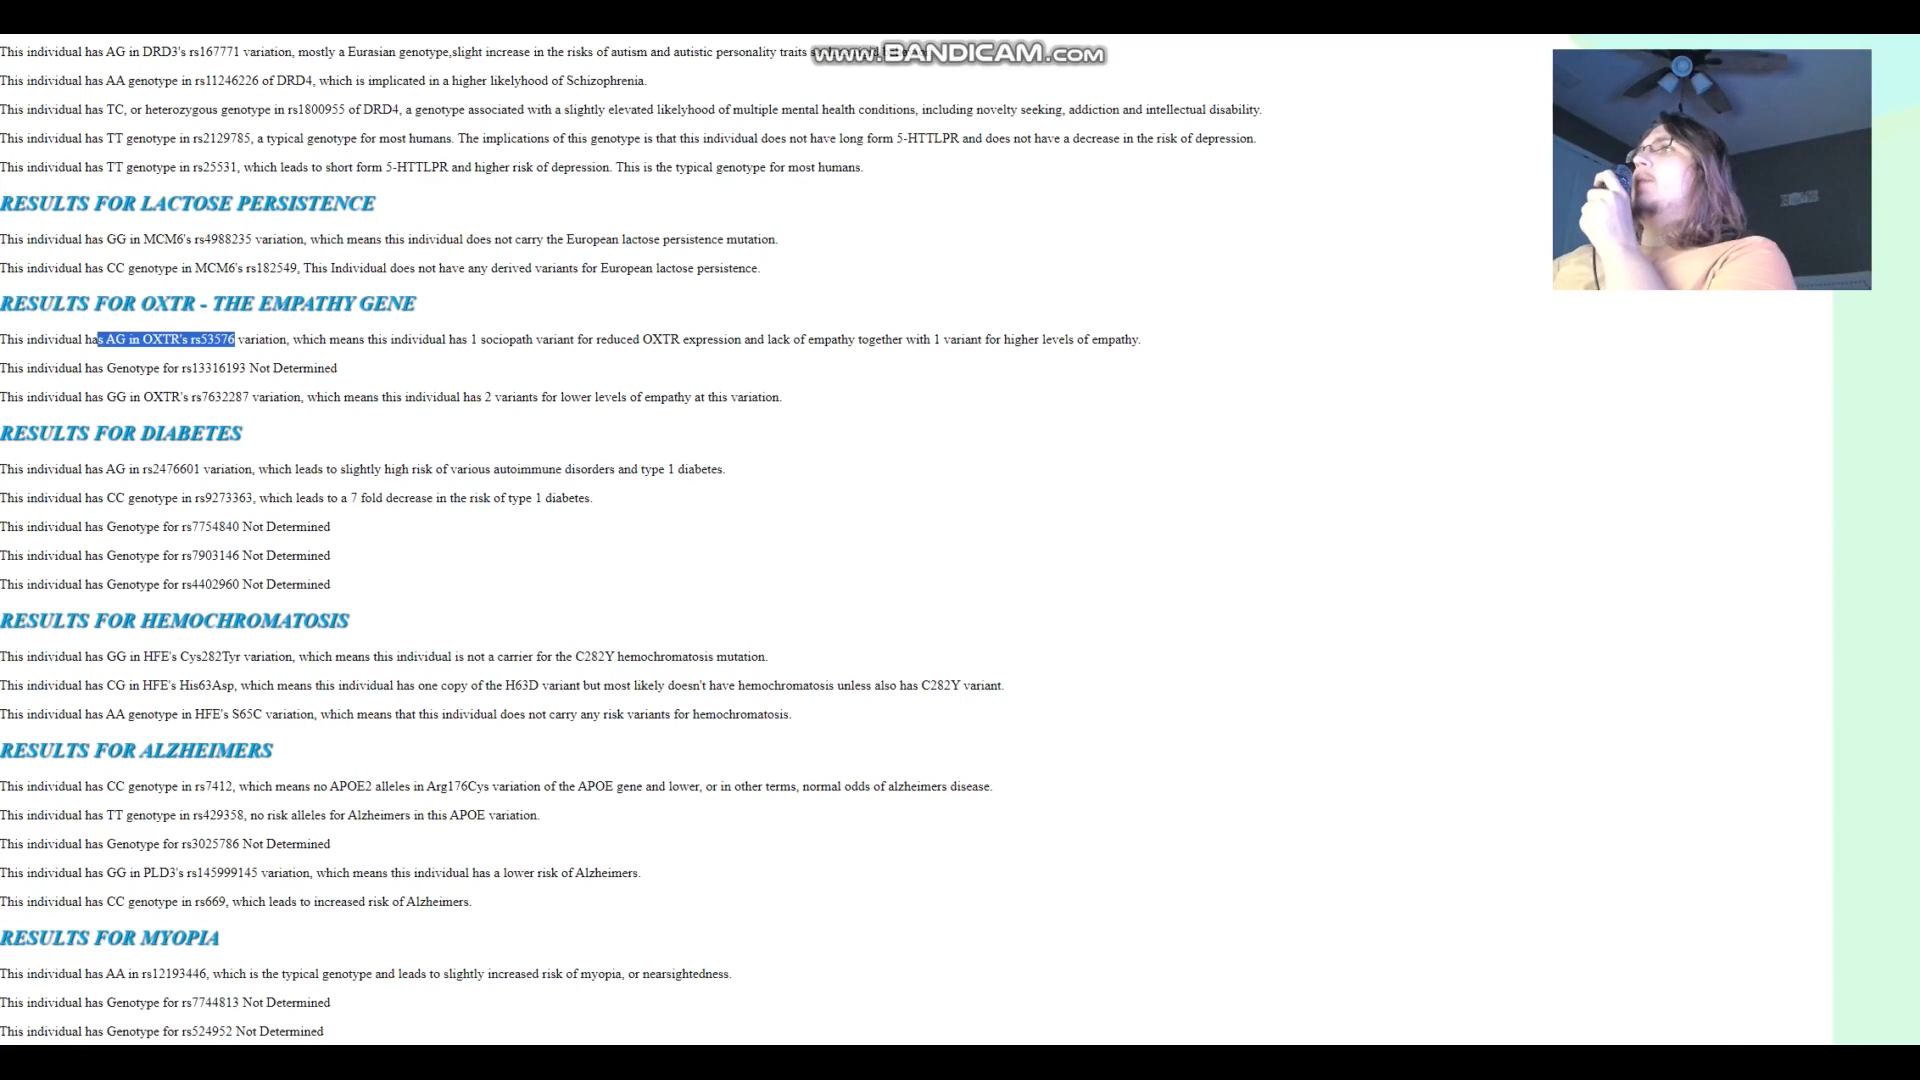 This individual has AG in DRD3's rs167771 variation, mostly a Eurasian genotype,slight increase in the risks of autism and autistic personality traits
www.BANDICAM.com
This individual has AA genotype in rs11246226 of DRD4, which is implicated in a higher likelyhood of Schizophrenia.
This individual has TC, or heterozygous genotype in rs1800955 of DRD4, a genotype associated with a slightly elevated likelyhood of multiple mental health conditions, including novelty seeking, addiction and intellectual disability.
This individual has TT genotype in rs2129785, a typical genotype for most humans. The implications of this genotype is that this individual does not have long form 5-HTTLPR and does not have a decrease in the risk of depression.
This individual has TT genotype in rs25531, which leads to short form 5-HTTLPR and higher risk of depression. This is the typical genotype for most humans.
RESULTS FOR LACTOSE PERSISTENCE
This individual has GG in MCM6's rs4988235 variation, which means this individual does not carry the European lactose persistence mutation.
This individual has CC genotype in MCM6's rs182549, This Individual does not have any derived variants for European lactose persistence.
RESULTS FOR OXTR - THE EMPATHY GENE
This individual has AG in OXTR's rs53576 variation, which means this individual has 1 sociopath variant for reduced OXTR expression and lack of empathy together with 1 variant for higher levels of empathy.
This individual has Genotype for rs13316193 Not Determined
This individual has GG in OXTR's rs7632287 variation, which means this individual has 2 variants for lower levels of empathy at this variation.
RESULTS FOR DIABETES
This individual has AG in rs2476601 variation, which leads to slightly high risk of various autoimmune disorders and type 1 diabetes.
This individual has CC genotype in rs9273363, which leads to a 7 fold decrease in the risk of type 1 diabetes.
This individual has Genotype for rs7754840 Not Determined
This individual has Genotype for rs7903146 Not Determined
This individual has Genotype for rs4402960 Not Determined
RESULTS FOR HEMOCHROMATOSIS
This individual has GG in HFE's Cys282Tyr variation, which means this individual is not a carrier for the C282Y hemochromatosis mutation.
This individual has CG in HFE's His63Asp, which means this individual has one copy of the H63D variant but most likely doesn't have hemochromatosis unless also has C282Y variant.
This individual has AA genotype in HFE's S65C variation, which means that this individual does not carry any risk variants for hemochromatosis.
RESULTS FOR ALZHEIMERS
This individual has CC genotype in rs7412, which means no APOE2 alleles in Arg176Cys variation of the APOE gene and lower, or in other terms, normal odds of alzheimers disease.
This individual has TT genotype in rs429358, no risk alleles for Alzheimers in this APOE variation.
This individual has Genotype for rs3025786 Not Determined
This individual has GG in PLD3's rs145999145 variation, which means this individual has a lower risk of Alzheimers.
This individual has CC genotype in rs669, which leads to increased risk of Alzheimers.
RESULTS FOR MYOPIA
This individual has AA in rs12193446, which is the typical genotype and leads to slightly increased risk of myopia, or nearsightedness.
This individual has Genotype for rs7744813 Not Determined
This individual has Genotype for rs524952 Not Determined